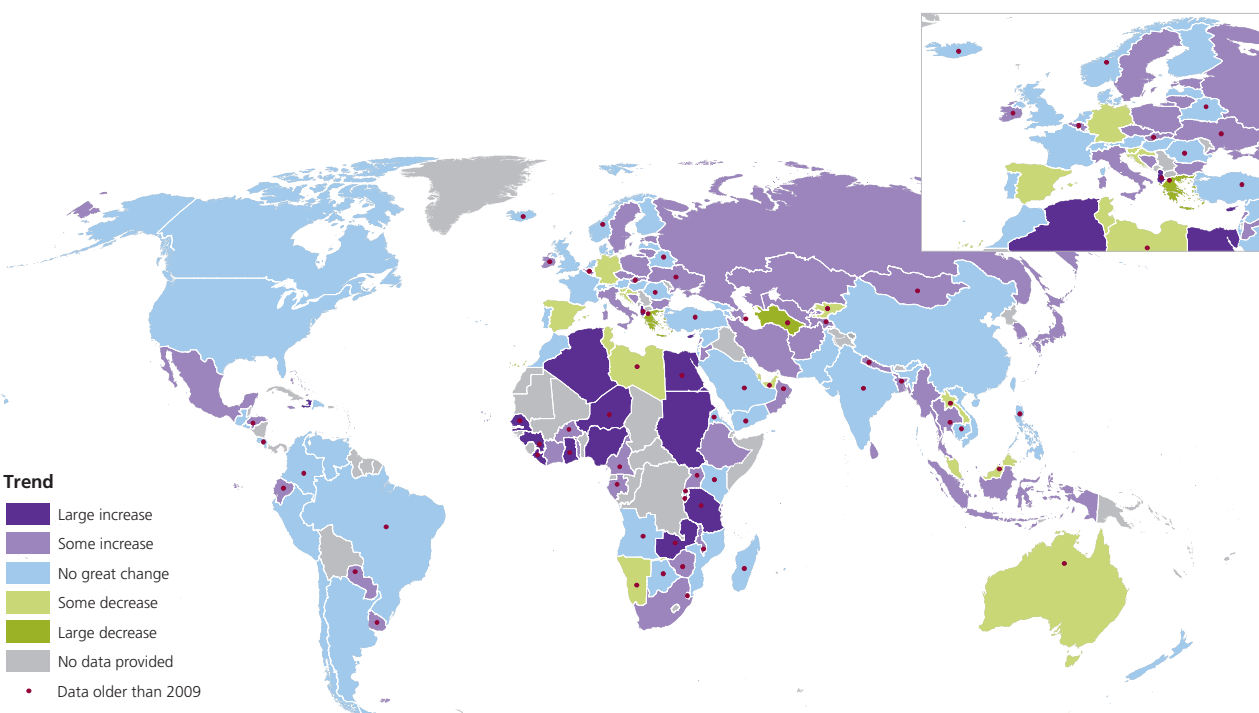 Trend
Large increase
Some increase
No great change
Some decrease
Large decrease
No data provided
Data older than 2009